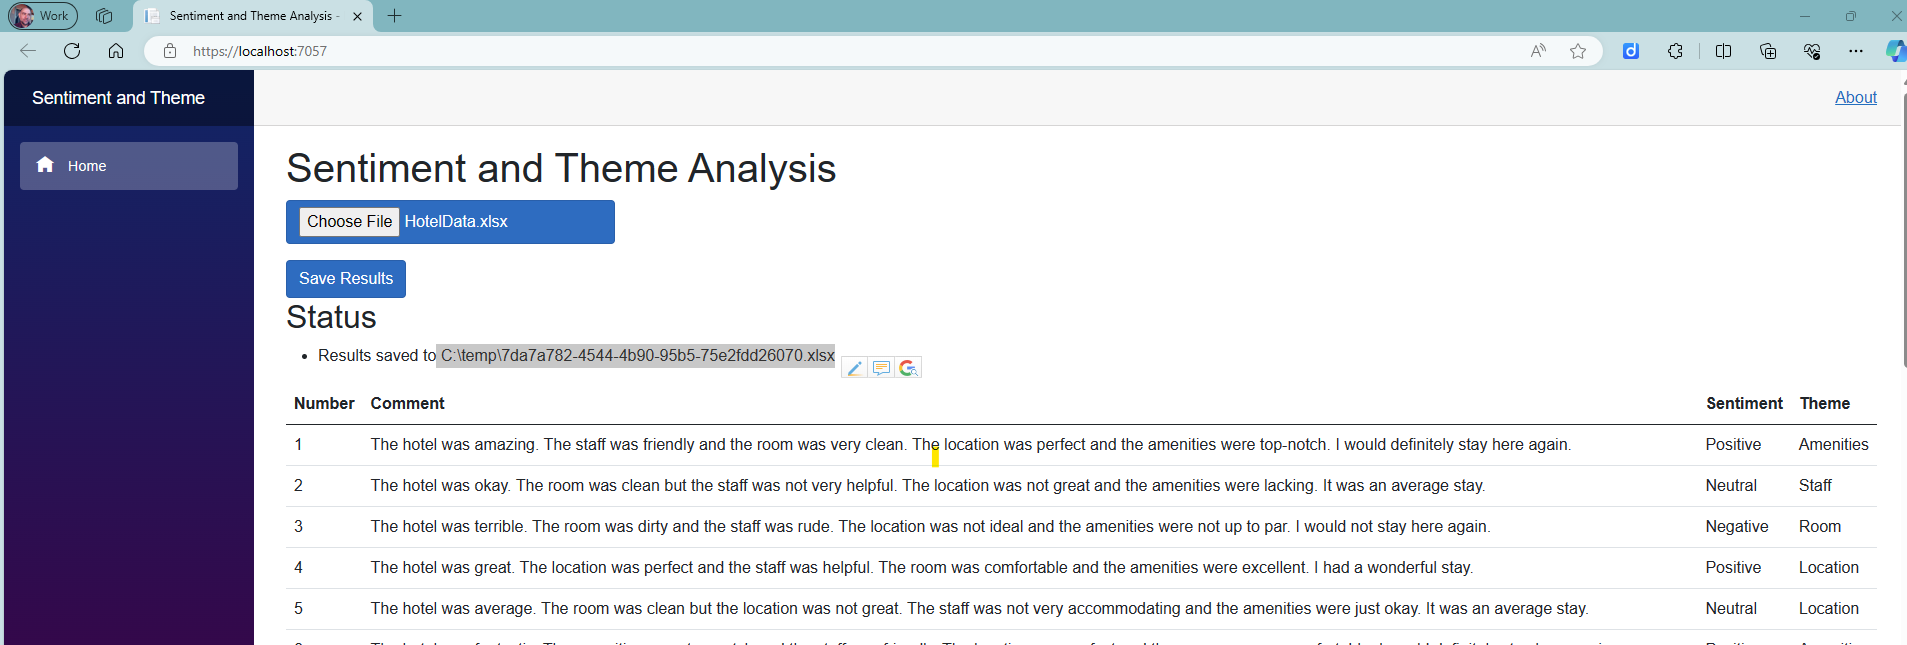 Work
Sentiment and Theme Analysis -
https://localhost:7057
Sentiment and Theme
About
Home
Sentiment and Theme Analysis
Choose File HotelData.xlsx
Save Results
Status
Results saved to C:\temp\7da7a782-4544-4b90-95b5-75e2fdd26070.xlsx
Number Comment Sentiment Theme
1 The hotel was amazing. The staff was friendly and the room was very clean. The location was perfect and the amenities were top-notch. I would definitely stay here again. Positive Amenities
2 The hotel was okay. The room was clean but the staff was not very helpful. The location was not great and the amenities were lacking. It was an average stay. Neutral Staff
3 The hotel was terrible. The room was dirty and the staff was rude. The location was not ideal and the amenities were not up to par. I would not stay here again. Negative Room
4 The hotel was great. The location was perfect and the staff was helpful. The room was comfortable and the amenities were excellent. I had a wonderful stay. Positive Location
5 The hotel was average. The room was clean but the location was not great. The staff was not very accommodating and the amenities were just okay. It was an average stay. Neutral Location